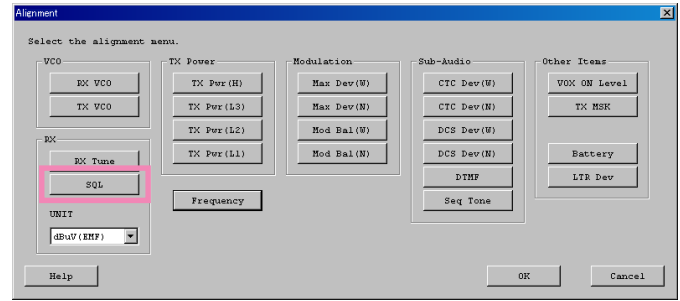 Alignment
Select the alignment menu.
VCO
RX VCO
TX VCO
RX
RX Tune
SQL
UNIT
dBuV(EMF)
TX Power
TX Pwr(H)
TX Pwr(L3)
TX Pwr(L2)
TX Pwr(L1)
Frequency
Modulation
Max Dev(W)
Max Dev(N)
Mod Bal(W)
Mod Bal(N)
Sub-Audio
CTC Dev(W)
CTC Dev(N)
DCS Dev(W)
DCS Dev(N)
DTMF
Seq Tone
Other Items
VOX ON Level
TX MSK
Battery
LTR Dev
Help
OK
Cancel